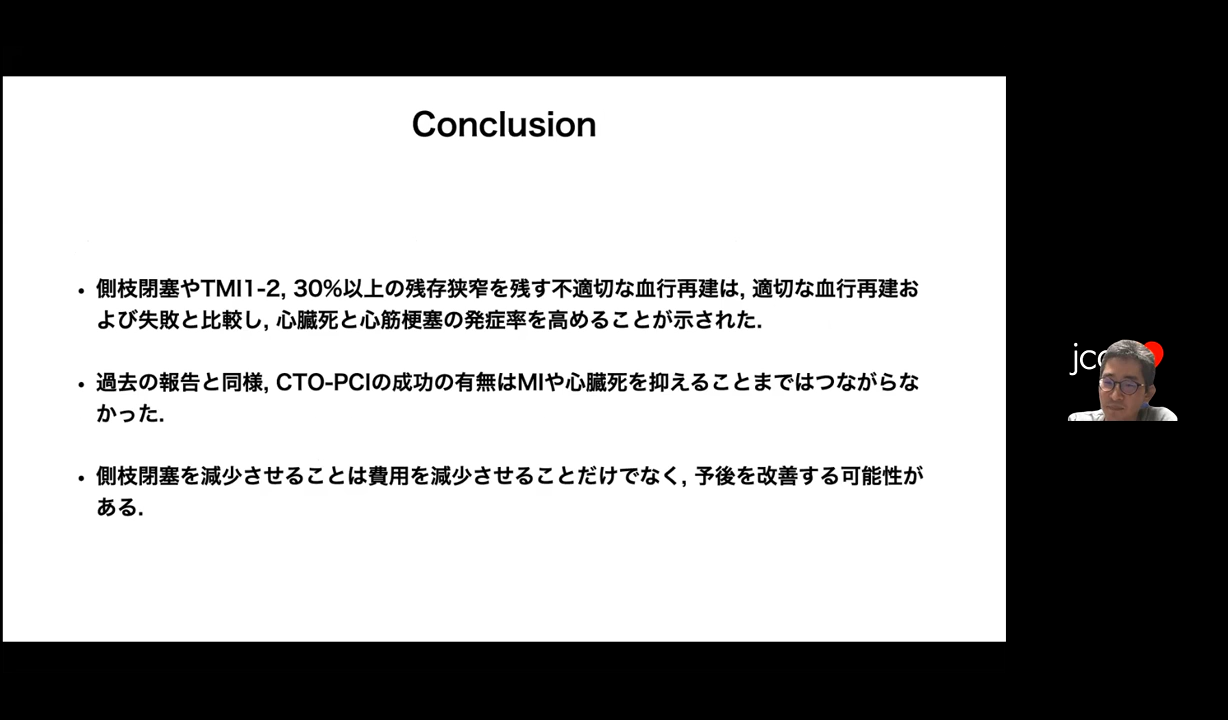 Conclusion
• 側枝閉塞やTMI1-2, 30%以上の残存狭窄を残す不適切な血行再建は, 適切な血行再建お
よび失敗と比較し, 心臓死と心筋梗塞の発症率を高めることが示された.
• 過去の報告と同様, CTO-PCIの成功の有無はMIや心臓死を抑えることまではつながらな
かった.
• 側枝閉塞を減少させることは費用を減少させることだけでなく, 予後を改善する可能性が
ある.